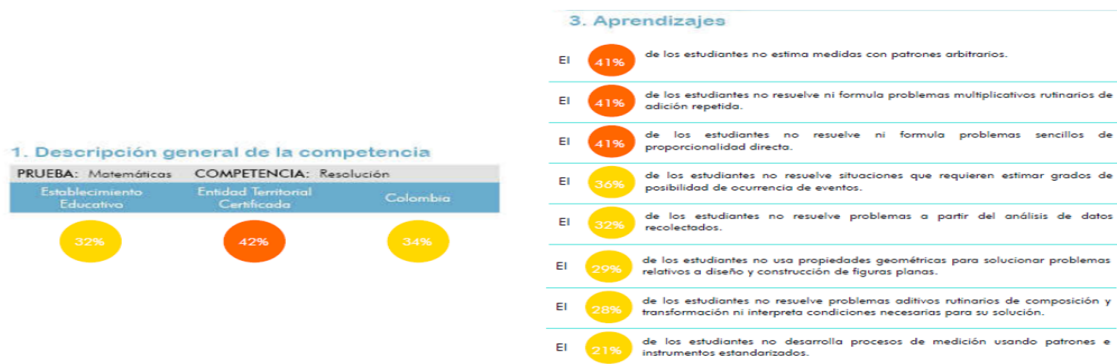 1. Descripción general de la competencia
PRUEBA: Matemáticas COMPETENCIA: Resolución
Establecimiento Educativo
Entidad Territorial Certificada
Colombia
32%
42%
34%
3. Aprendizajes
El 41% de los estudiantes no estima medidas con patrones arbitrarios.
El 41% de los estudiantes no resuelve ni formula problemas multiplicativos rutinarios de
adición repetida.
El 41% de los estudiantes no resuelve ni formula problemas sencillos de
proporcionalidad directa.
El 36% de los estudiantes no resuelve situaciones que requieren estimar grados de
posibilidad de ocurrencia de eventos.
El 32% de los estudiantes no resuelve problemas a partir del análisis de datos
recolectados.
El 29% de los estudiantes no usa propiedades geométricas para solucionar problemas
relativos a diseño y construcción de figuras planas.
El 28% de los estudiantes no resuelve problemas aditivos rutinarios de composición y
transformación ni interpreta condiciones necesarias para su solución.
El 21% de los estudiantes no desarrolla procesos de medición usando patrones e
instrumentos estandarizados.